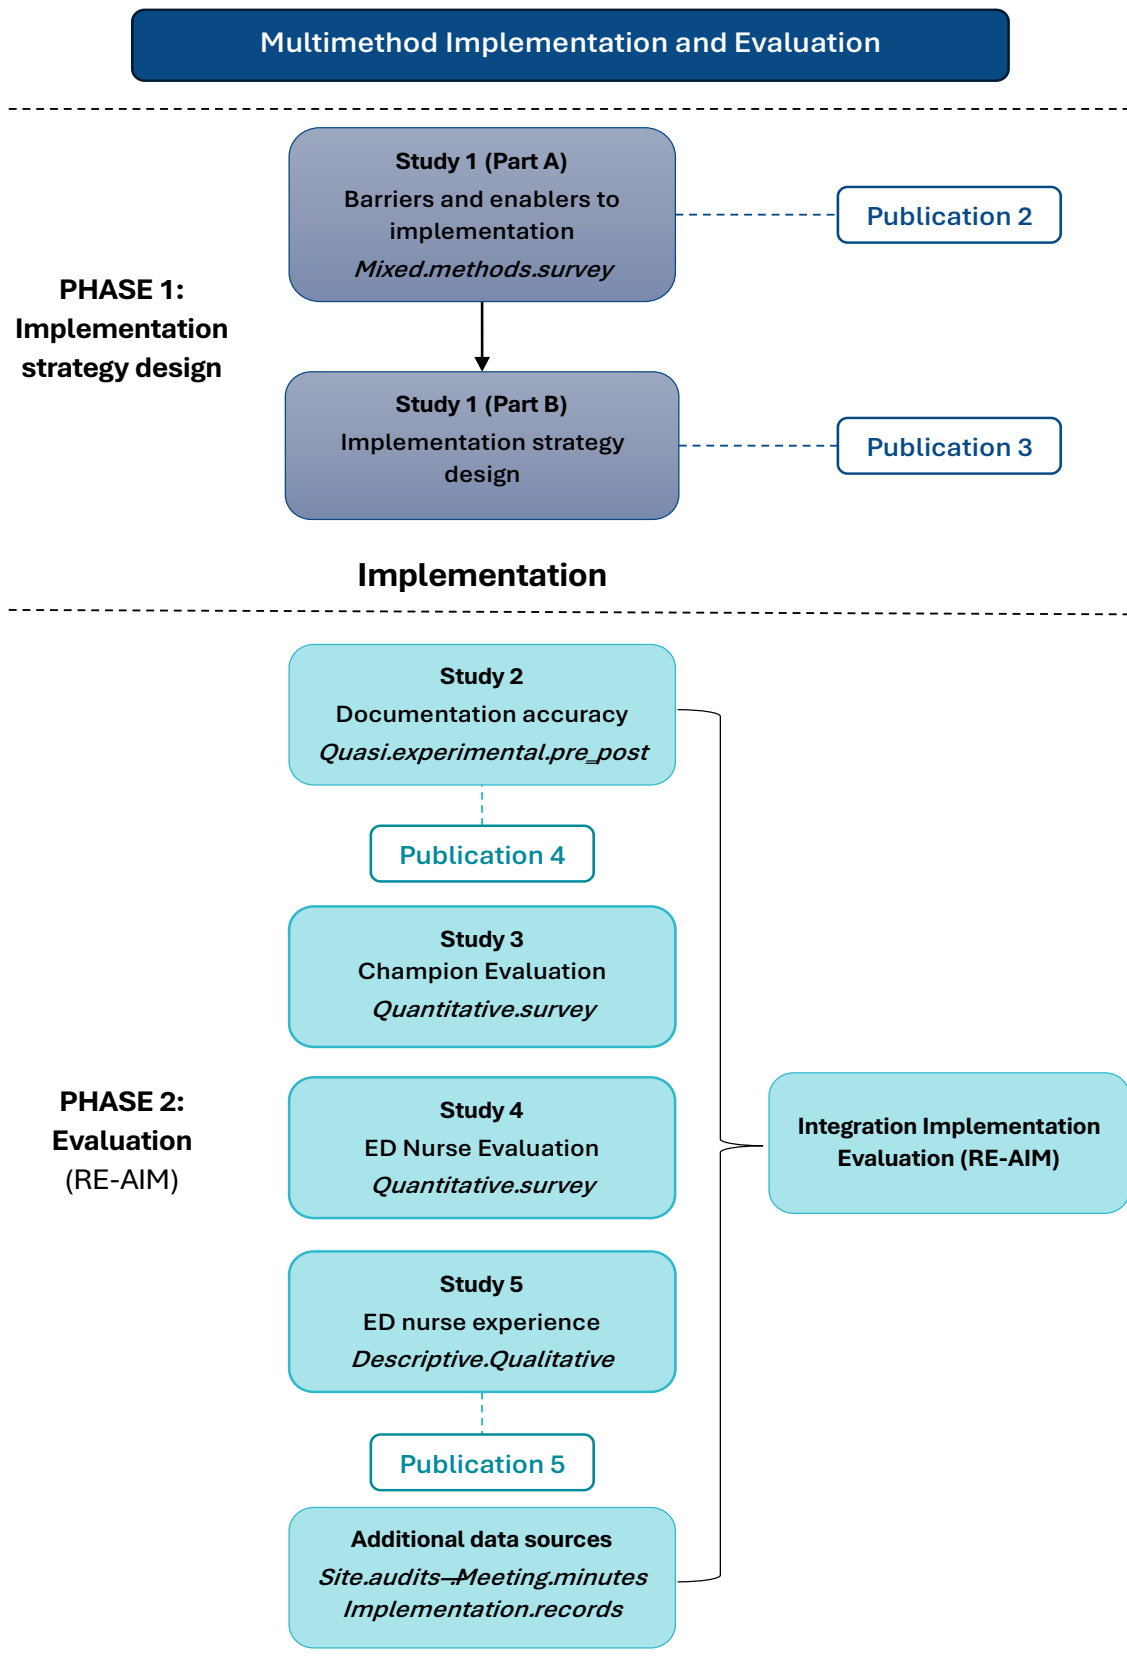 Multimethod Implementation and Evaluation
Study 1 (Part A)
Barriers and enablers to
implementation
Mixed.methods.survey
Publication 2
PHASE 1:
Implementation
strategy design
Study 1 (Part B)
Implementation strategy
design
Publication 3
Implementation
Study 2
Documentation accuracy
Quasi.experimental.pre_post
Publication 4
Study 3
Champion Evaluation
Quantitative.survey
PHASE 2:
Evaluation
(RE-AIM)
Study 4
ED Nurse Evaluation
Quantitative.survey
Integration Implementation
Evaluation (RE-AIM)
Study 5
ED nurse experience
Descriptive.Qualitative
Publication 5
Additional data sources
Site.audits–.Meeting.minutes
Implementation.records